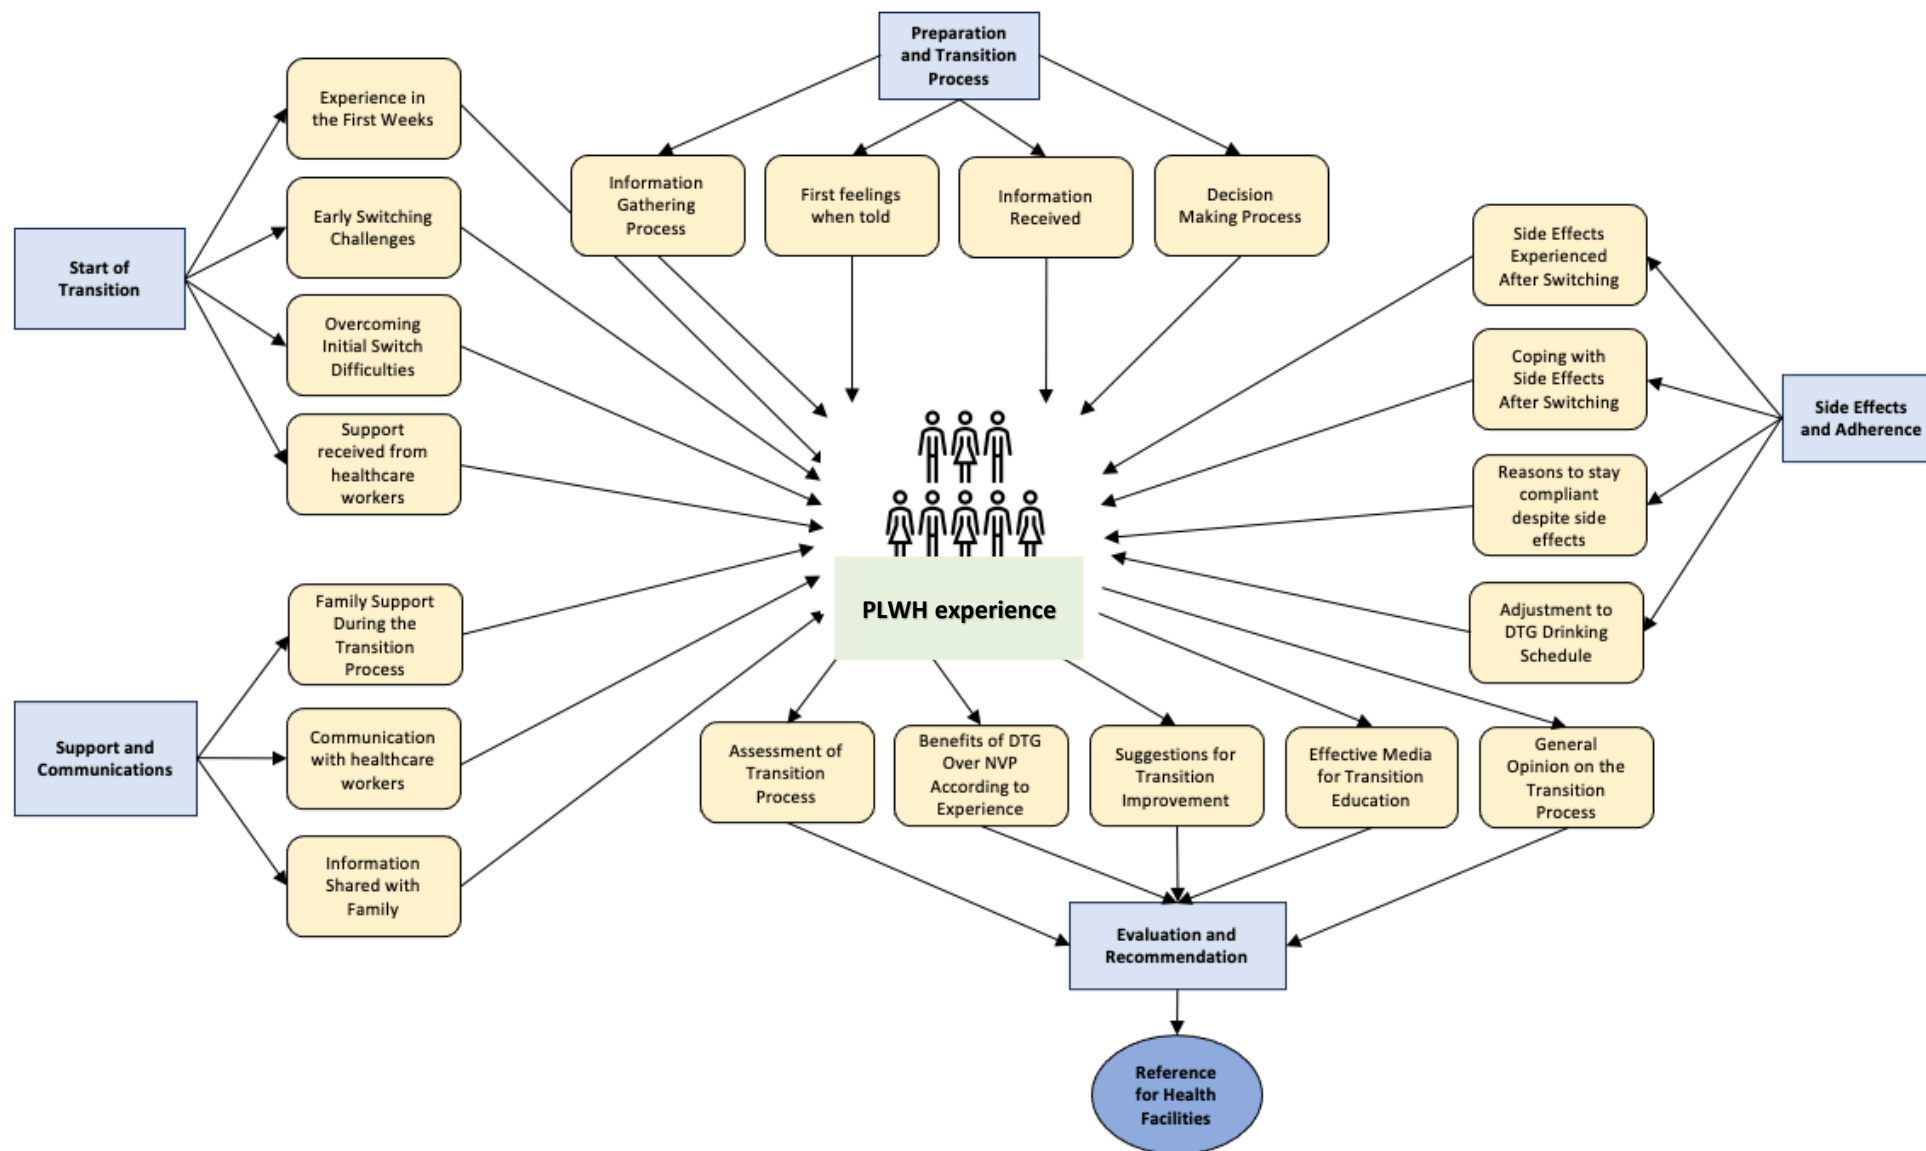 Preparation
and Transition
Process
Experience in
the First Weeks
Information
Gathering
Process
First feelings
when told
Information
Received
Decision
Making Process
Early Switching
Challenges
Start of
Transition
Overcoming
Initial Switch
Difficulties
Support
received from
healthcare
workers
Side Effects
Experienced
After Switching
Coping with
Side Effects
After Switching
Side Effects
and Adherence
Reasons to stay
compliant
despite side
effects
Adjustment to
DTG Drinking
Schedule
PLWH experience
Family Support
During the
Transition
Process
Support and
Communications
Communication
with healthcare
workers
Information
Shared with
Family
Assessment of
Transition
Process
Benefits of DTG
Over NVP
According to
Experience
Suggestions for
Transition
Improvement
Effective Media
for Transition
Education
General
Opinion on the
Transition
Process
Evaluation and
Recommendation
Reference
for Health
Facilities